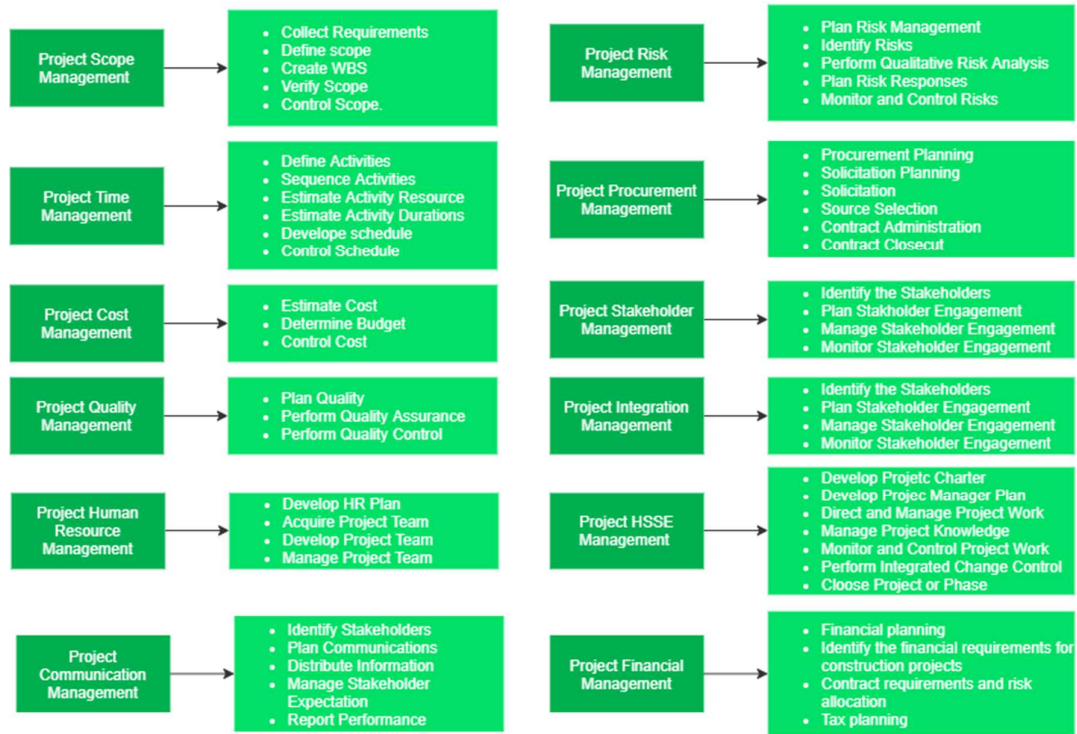 Project Scope
Management
Collect Requirements
Define scope
Create WBS
Verify Scope
Control Scope.
Project Time
Management
Define Activities
Sequence Activities
Estimate Activity Resource
Estimate Activity Durations
Develope schedule
Control Schedule
Project Cost
Management
Estimate Cost
Determine Budget
Control Cost
Project Quality
Management
Plan Quality
Perform Quality Assurance
Perform Quality Control
Project Human
Resource
Management
Develop HR Plan
Acquire Project Team
Develop Project Team
Manage Project Team
Project
Communication
Management
Identify Stakeholders
Plan Communications
Distribute Information
Manage Stakeholder
Expectation
Report Performance
Project Risk
Management
Plan Risk Management
Identify Risks
Perform Qualitative Risk Analysis
Plan Risk Responses
Monitor and Control Risks
Project Procurement
Management
Procurement Planning
Solicitation Planning
Solicitation
Source Selection
Contract Administration
Contract Closecut
Project Stakeholder
Management
Identify the Stakeholders
Plan Stakholder Engagement
Manage Stakeholder Engagement
Monitor Stakeholder Engagement
Project Integration
Management
Identify the Stakeholders
Plan Stakeholder Engagement
Manage Stakeholder Engagement
Monitor Stakeholder Engagement
Project HSSE
Management
Develop Projetc Charter
Develop Projec Manager Plan
Direct and Manage Project Work
Manage Project Knowledge
Monitor and Control Project Work
Perform Integrated Change Control
Cloose Project or Phase
Project Financial
Management
Financial planning
Identify the financial requirements for
construction projects
Contract requirements and risk
allocation
Tax planning